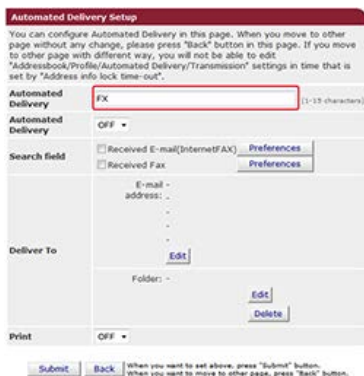 Automated Delivery Setup
You can configure Automated Delivery in this page. When you move to other
page without any change, please press "Back" button in this page. If you move
to other page with different way, you will not be able to edit
"Addressbook/Profile/Automated Delivery/Transmission" settings in time that is
set by "Address info lock time-out".
Automated
Delivery
FX
(1-15 characters)
Automated
Delivery
OFF
Search field
Received E-mail(InternetFAX) Preferences
Received Fax Preferences
Deliver To
E-mail -
address: -
-
-
-
Edit
Folder: -
Edit
Delete
Print
OFF
Submit Back When you want to set above, press "Submit" button.
When you want to move to other page, press "Back" button.